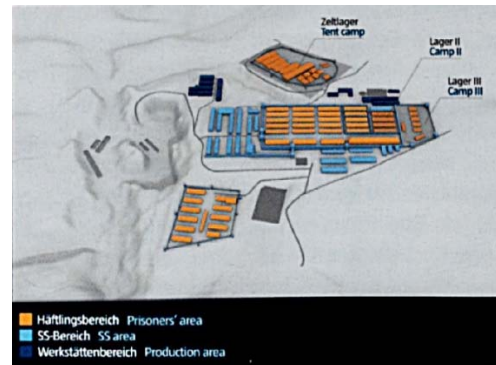 Zeltlager
Tent camp
Lager II
Camp II
Lager III
Camp III
Häftlingsbereich Prisoners' area
SS-Bereich SS area
Werkstättenbereich Production area